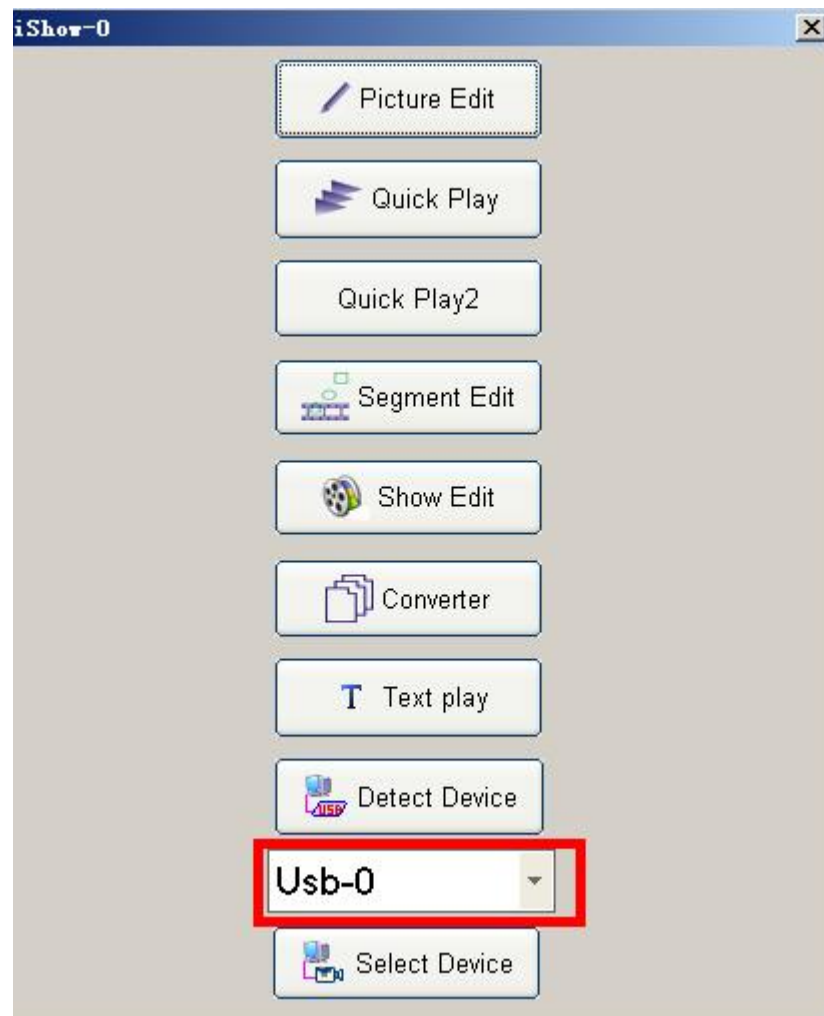 iShow-0
Picture Edit
Quick Play
Quick Play2
Segment Edit
Show Edit
Converter
T Text play
USB Detect Device
Usb-0
Select Device